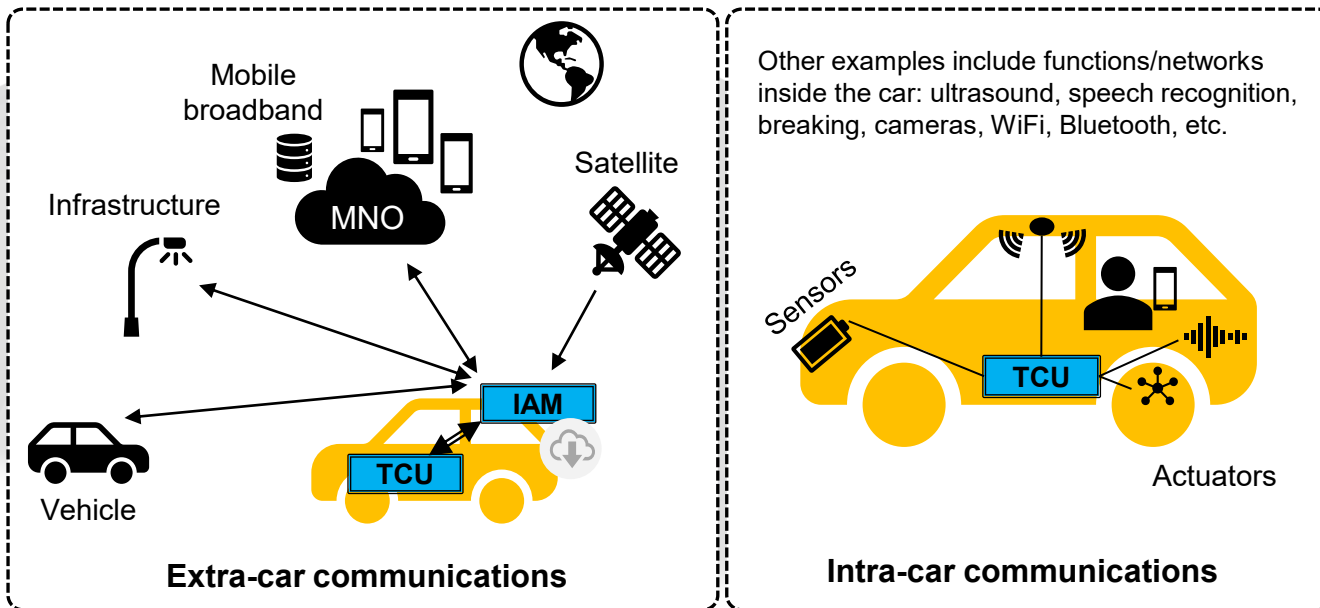 Mobile
broadband
Infrastructure
MNO
Satellite
IAM
TCU
Vehicle
Extra-car communications
Other examples include functions/networks
inside the car: ultrasound, speech recognition,
breaking, cameras, WiFi, Bluetooth, etc.
Sensors
TCU
Actuators
Intra-car communications